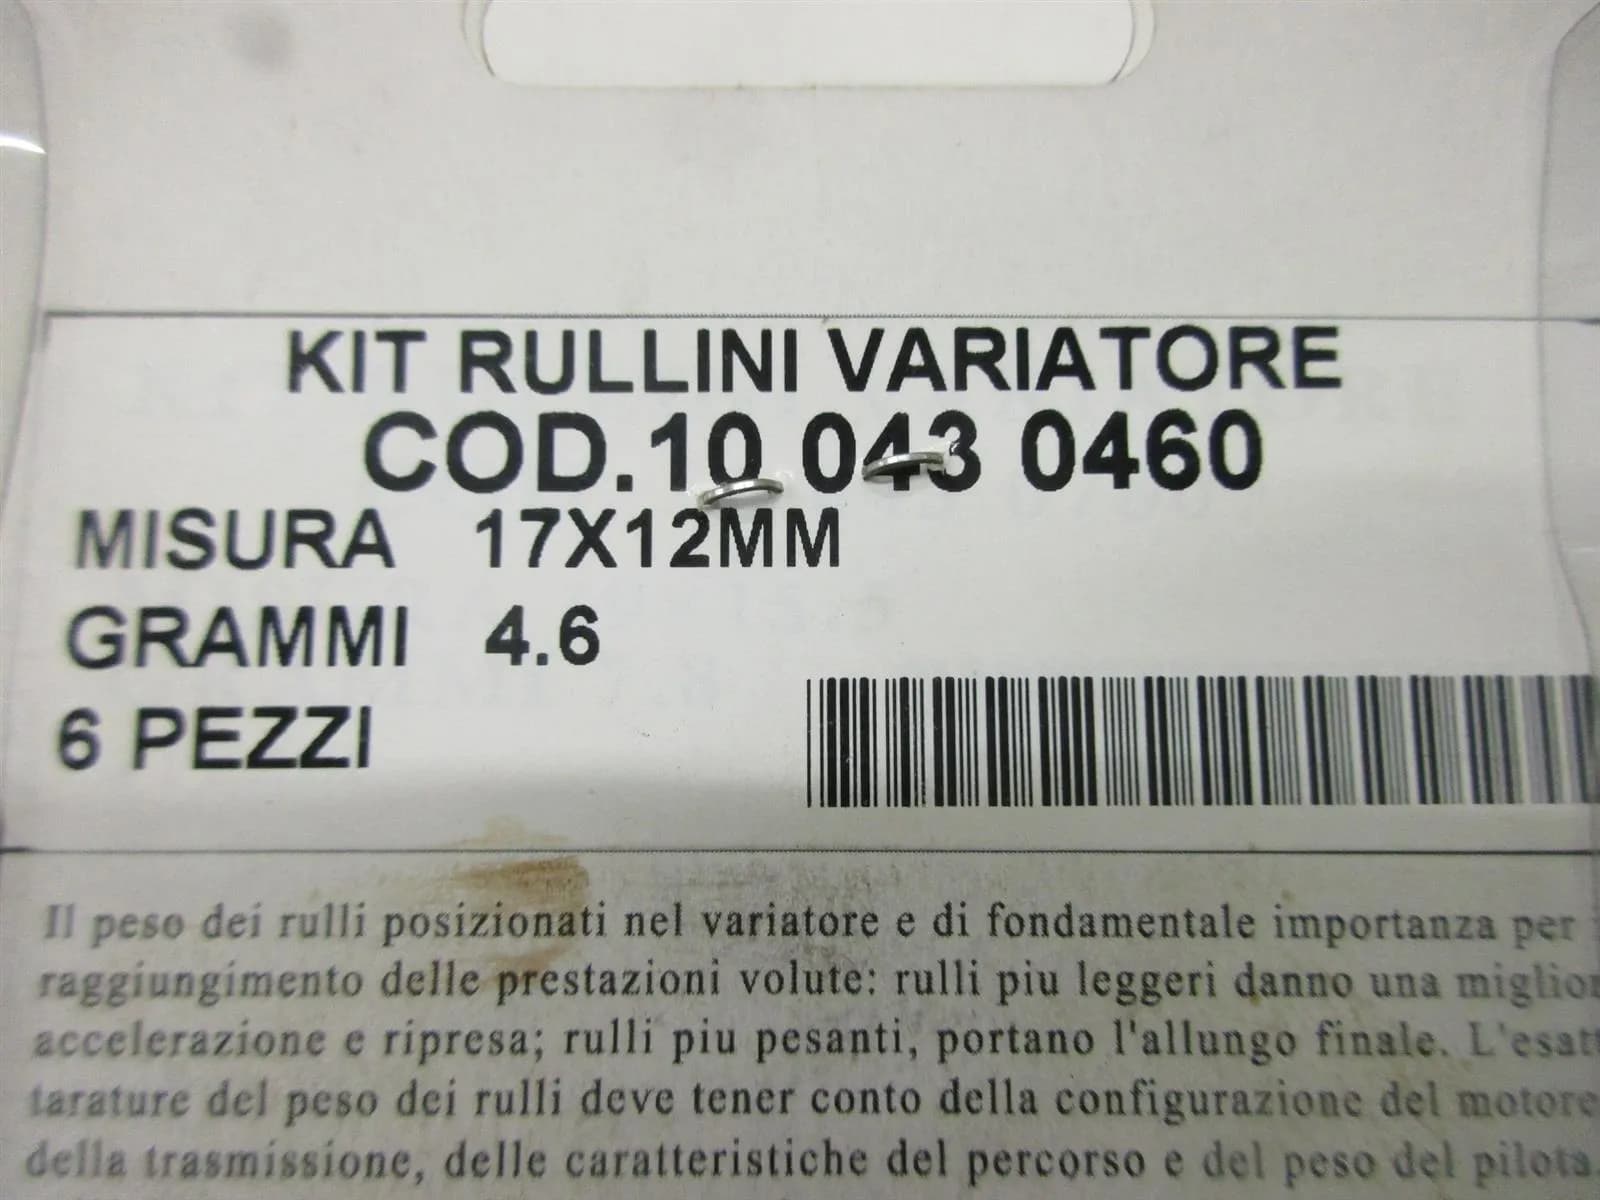 KIT RULLINI VARIATORE
COD.10 043 0460
MISURA 17X12MM
GRAMMI 4.6
6 PEZZI
Il peso dei rulli posizionati nel variatore e di fondamentale importanza per
raggiungimento delle prestazioni volute: rulli piu leggeri danno una miglior
accelerazione e ripresa; rulli piu pesanti, portano l'allungo finale. L'esatt
tarature del peso dei rulli deve tener conto della configurazione del motore
della trasmissione, delle caratteristiche del percorso e del peso del pilota.